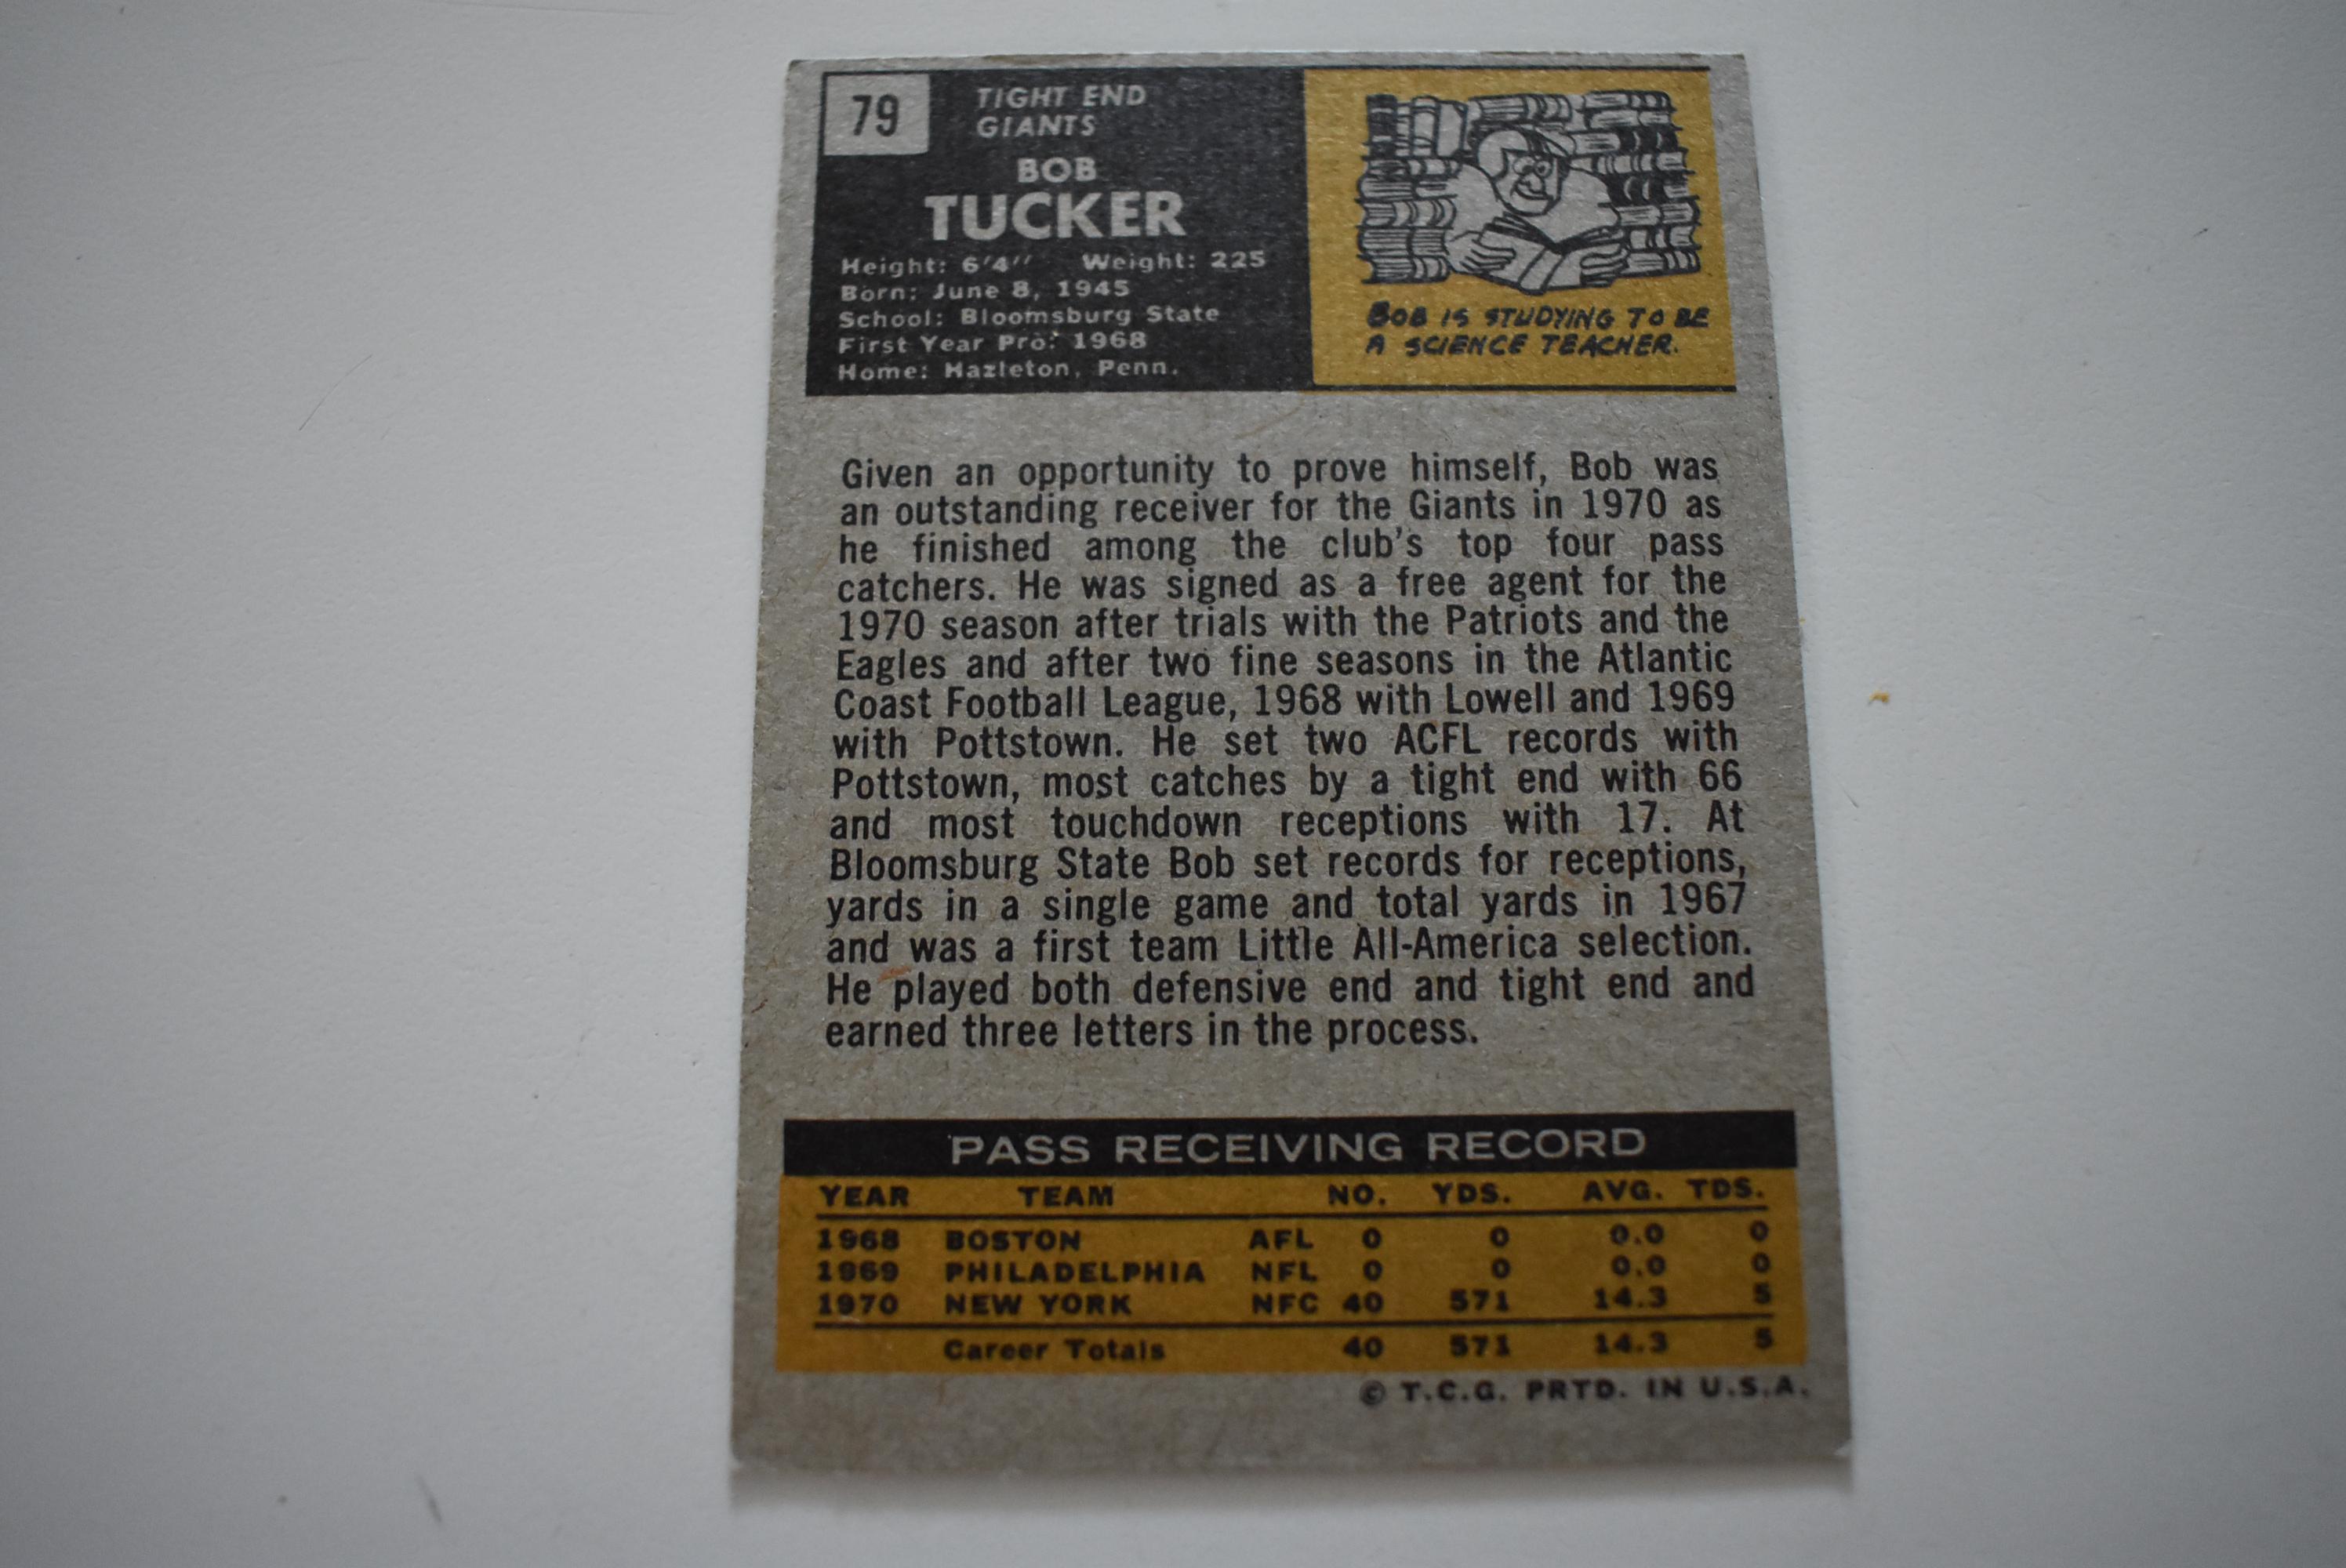 79
TIGHT END
GIANTS
BOB
TUCKER
Height: 6'4'' Weight: 225
Born: June 8, 1945
School: Bloomsburg State
First Year Pro: 1968
Home: Hazleton, Penn.
BOB IS STUDYING TO BE
A SCIENCE TEACHER.
Given an opportunity to prove himself, Bob was
an outstanding receiver for the Giants in 1970 as
he finished among the club's top four pass
catchers. He was signed as a free agent for the
1970 season after trials with the Patriots and the
Eagles and after two fine seasons in the Atlantic
Coast Football League, 1968 with Lowell and 1969
with Pottstown. He set two ACFL records with
Pottstown, most catches by a tight end with 66
and most touchdown receptions with 17. At
Bloomsburg State Bob set records for receptions,
yards in a single game and total yards in 1967
and was a first team Little All-America selection.
He played both defensive end and tight end and
earned three letters in the process.
PASS RECEIVING RECORD
YEAR TEAM NO. YDS. AVG. TDS.
1968 BOSTON AFL 0 0 0.0 0
1969 PHILADELPHIA NFL 0 0 0.0 0
1970 NEW YORK NFC 40 571 14.3 5
Career Totals 40 571 14.3 5
© T.C.G. PRTD. IN U.S.A.